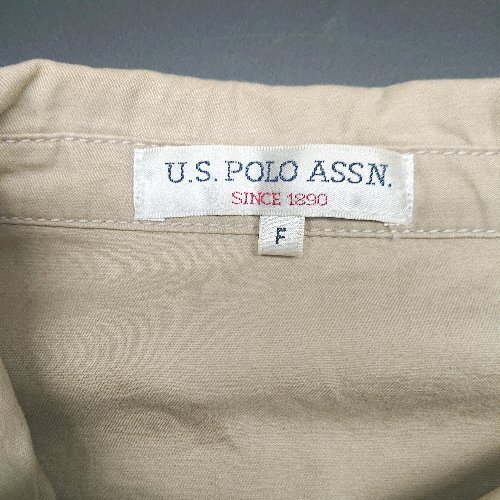 U.S. POLO ASSN.
SINCE 1890
F